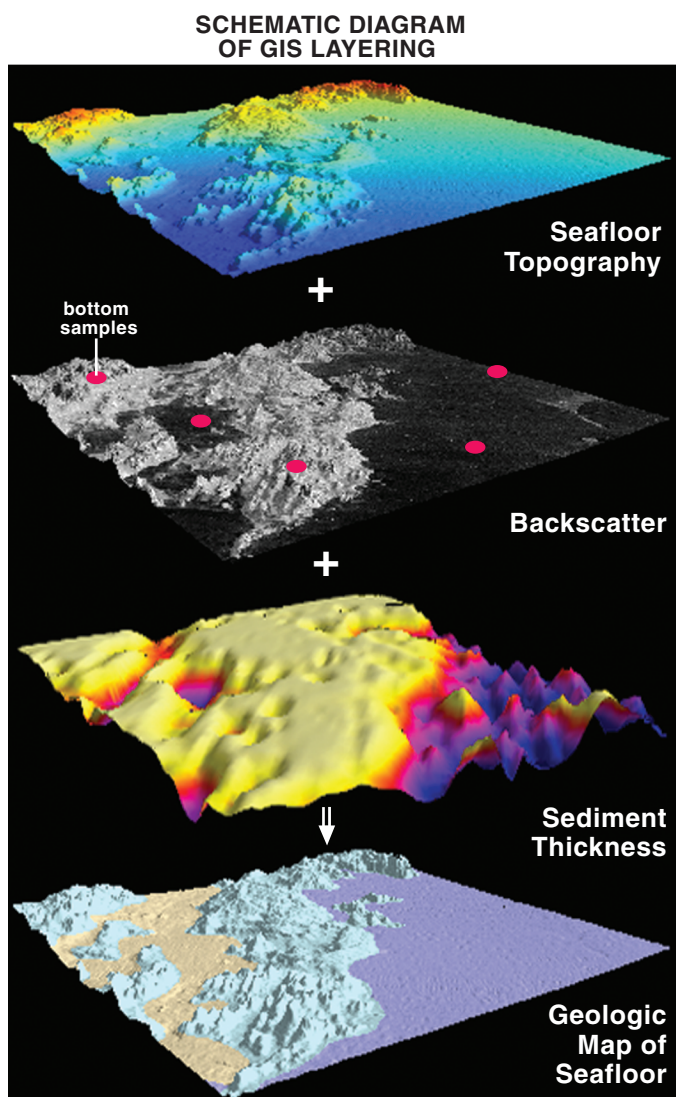 SCHEMATIC DIAGRAM
OF GIS LAYERING
Seafloor
Topography
+
bottom
samples
Backscatter
+
Sediment
Thickness
Geologic
Map of
Seafloor